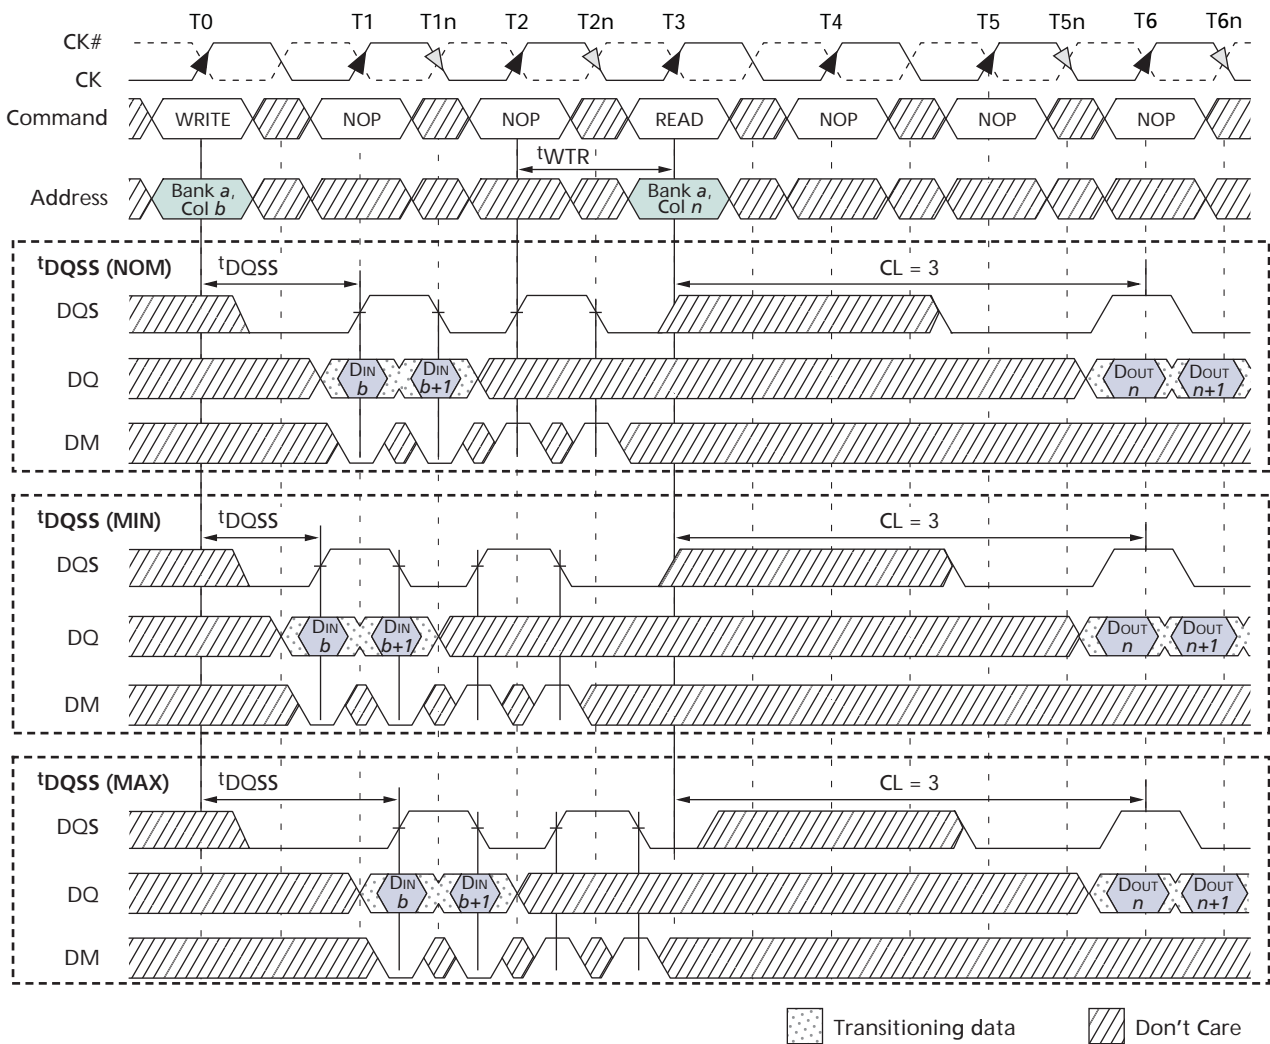 T0 T1 T1n T2 T2n T3 T4 T5 T5n T6 T6n
CK#
CK
Command WRITE NOP NOP READ NOP NOP NOP
tWTR
Address Bank a, Col b Bank a, Col n
tDQSS (NOM) tDQSS CL = 3
DQS
DQ DIN b DIN b+1 DOUT n DOUT n+1
DM
tDQSS (MIN) tDQSS CL = 3
DQS
DQ DIN b DIN b+1 DOUT n DOUT n+1
DM
tDQSS (MAX) tDQSS CL = 3
DQS
DQ DIN b DIN b+1 DOUT n DOUT n+1
DM
Transitioning data Don't Care